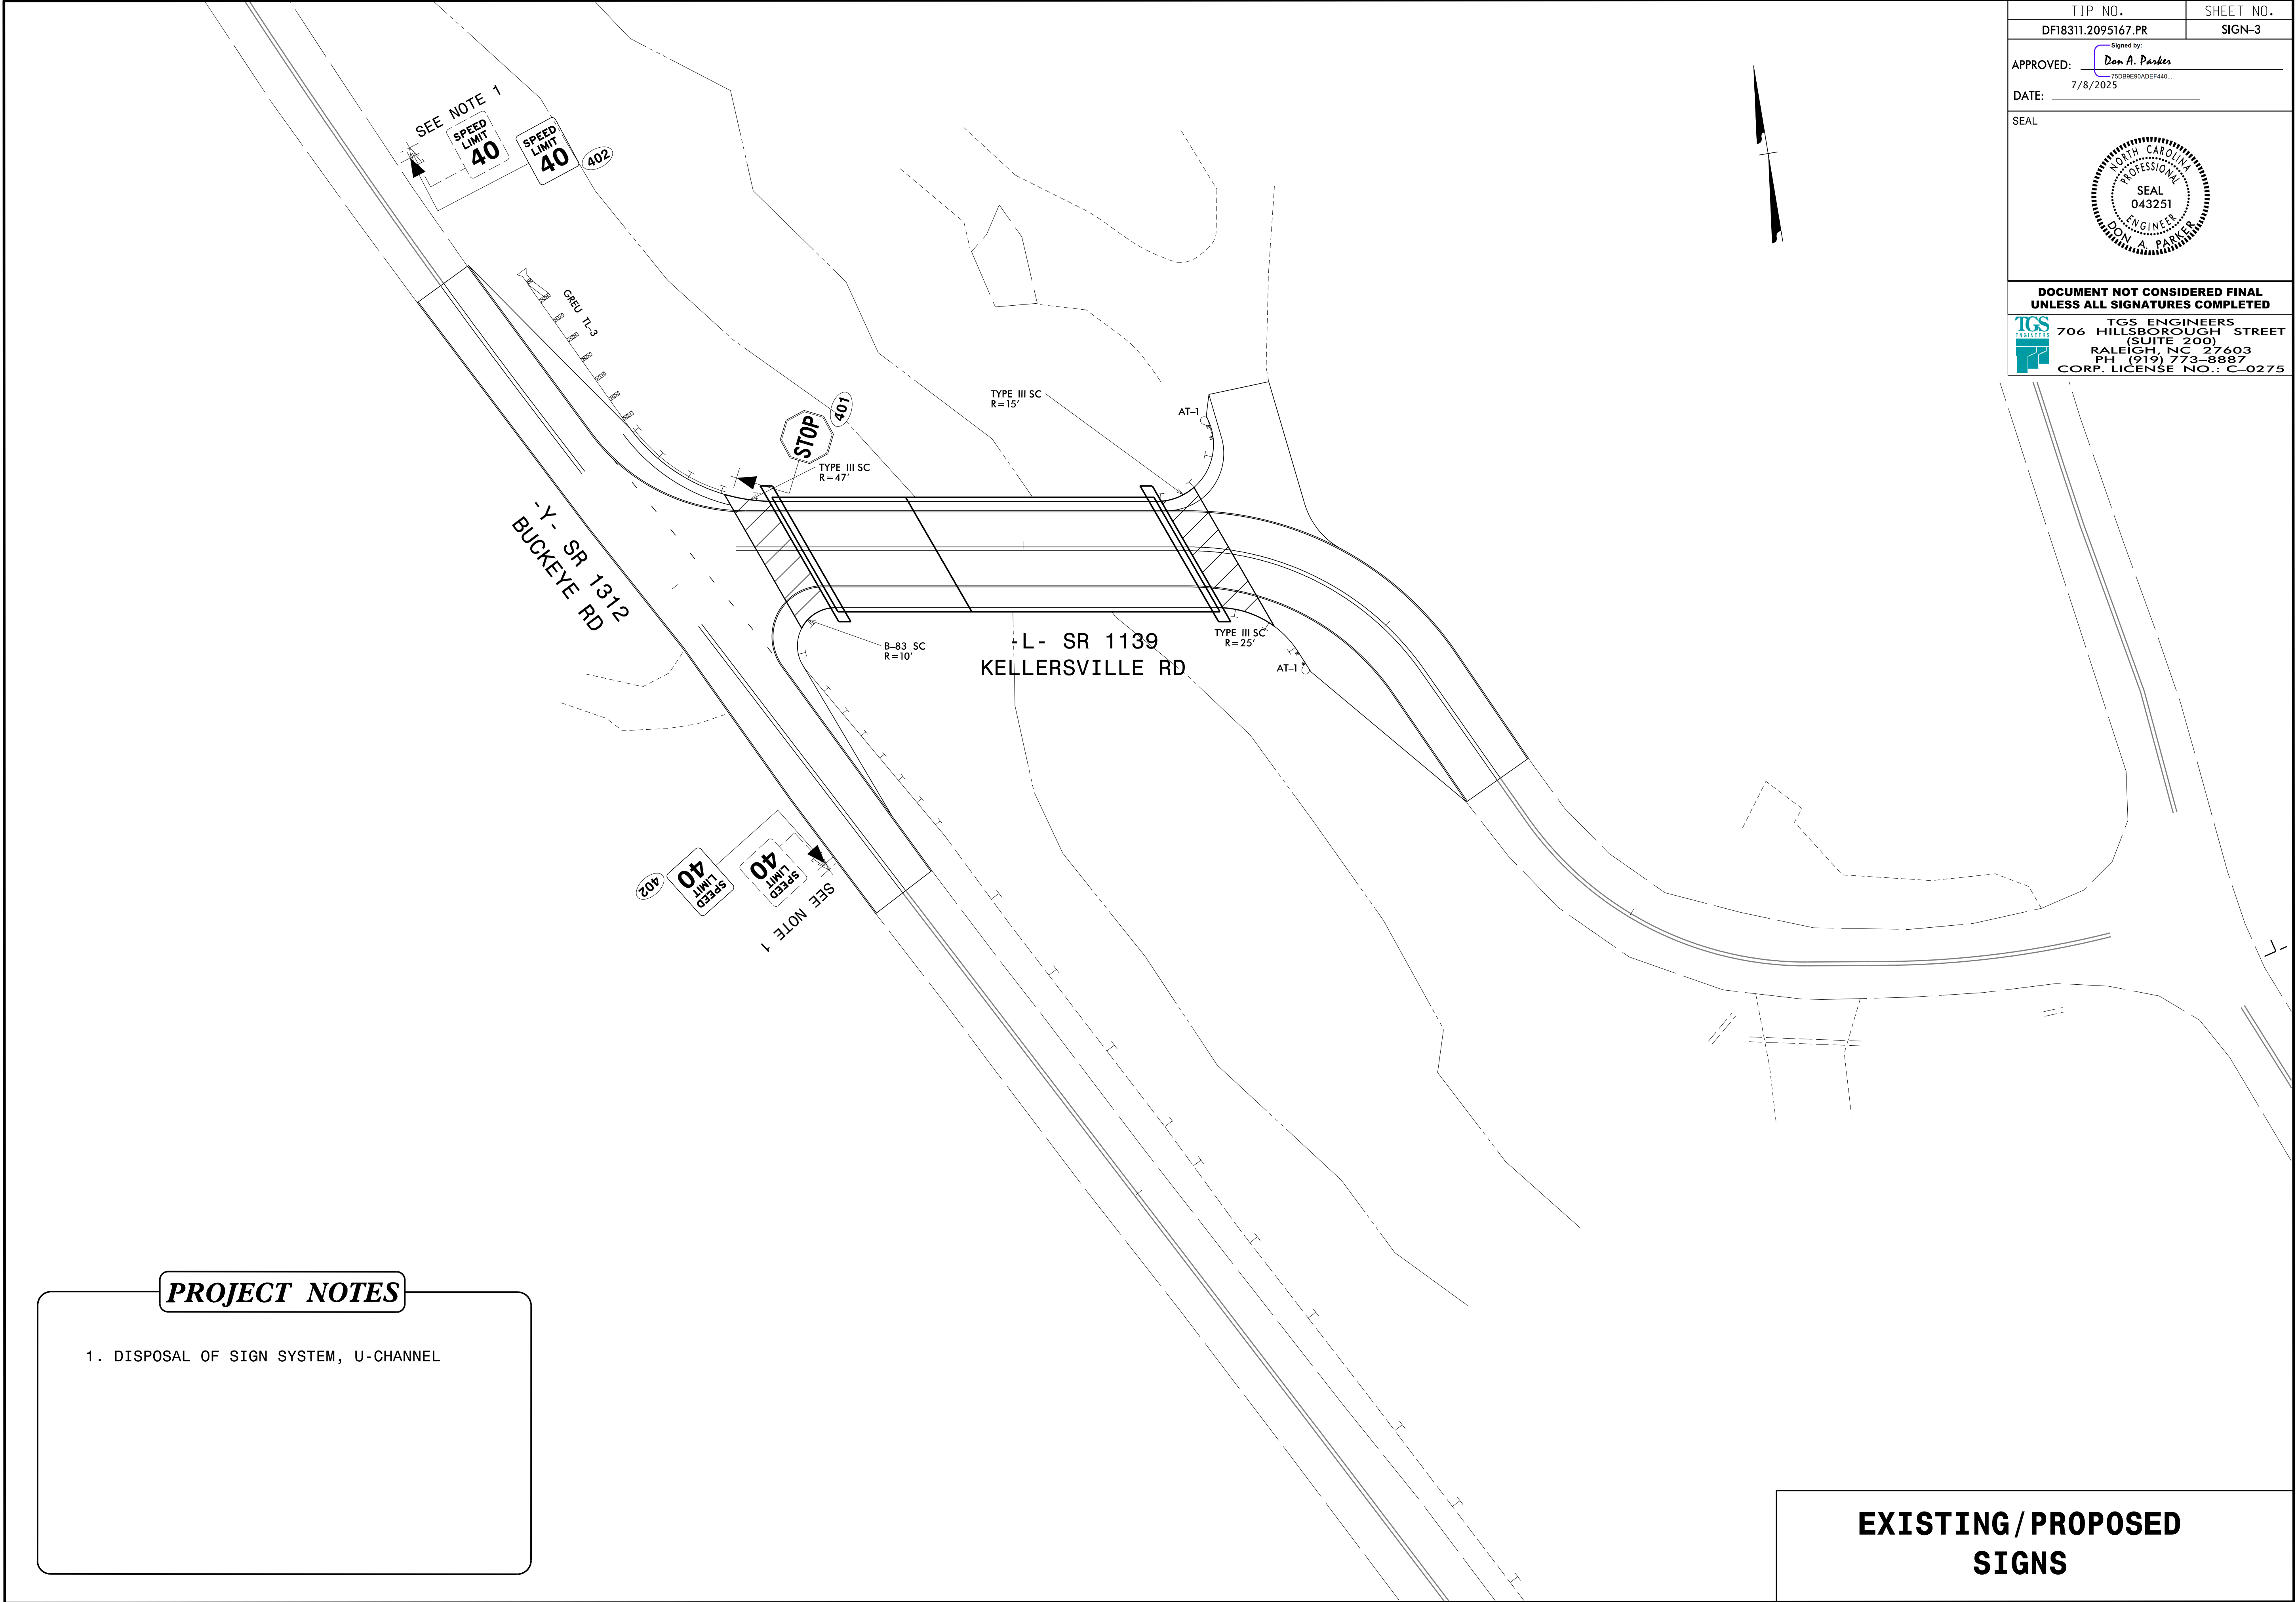 TIP NO.
SHEET NO.
DF18311.2095167.PR
SIGN-3
Signed by:
APPROVED:
Don A. Parker
75DB9E90ADEF440...
7/8/2025
DATE:
SEAL
NORTH CAROLINA
PROFESSIONAL
SEAL
043251
ENGINEER
DON A. PARKER
DOCUMENT NOT CONSIDERED FINAL
UNLESS ALL SIGNATURES COMPLETED
TGS
ENGINEERS
TGS ENGINEERS
706 HILLSBOROUGH STREET
(SUITE 200)
RALEIGH, NC 27603
PH (919) 773-8887
CORP. LICENSE NO.: C-0275
SEE NOTE 1
SPEED
LIMIT
40
SPEED
LIMIT
40
402
GREU TL-3
STOP
401
TYPE III SC
R=47'
TYPE III SC
R=15'
AT-1
-Y- SR 1312
BUCKEYE RD
B-83 SC
R=10'
-L- SR 1139
KELLERSVILLE RD
TYPE III SC
R=25'
AT-1
402
SPEED
LIMIT
40
SPEED
LIMIT
40
SEE NOTE 1
PROJECT NOTES
1. DISPOSAL OF SIGN SYSTEM, U-CHANNEL
EXISTING/PROPOSED
SIGNS